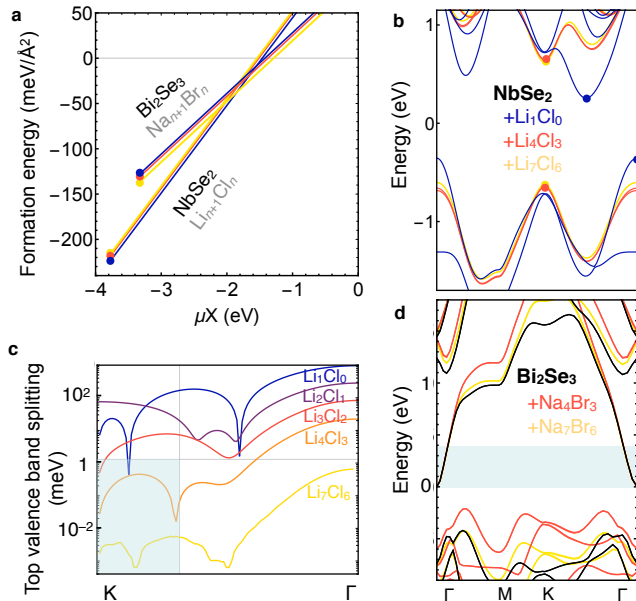 a
Formation energy (meV/Å²)
0
−50
−100
−150
−200
−4
−3
−2
−1
0
μX (eV)
Bi₂Se₃
Naₙ₊₁Brₙ
NbSe₂
Liₙ₊₁Clₙ
b
Energy (eV)
1
0
−1
NbSe₂
+Li₁Cl₀
+Li₄Cl₃
+Li₇Cl₆
c
Top valence band splitting
(meV)
10²
1
10⁻²
Li₁Cl₀
Li₂Cl₁
Li₃Cl₂
Li₄Cl₃
Li₇Cl₆
K
Γ
d
Energy (eV)
1
0
Bi₂Se₃
+Na₄Br₃
+Na₇Br₆
Γ
M
K
Γ